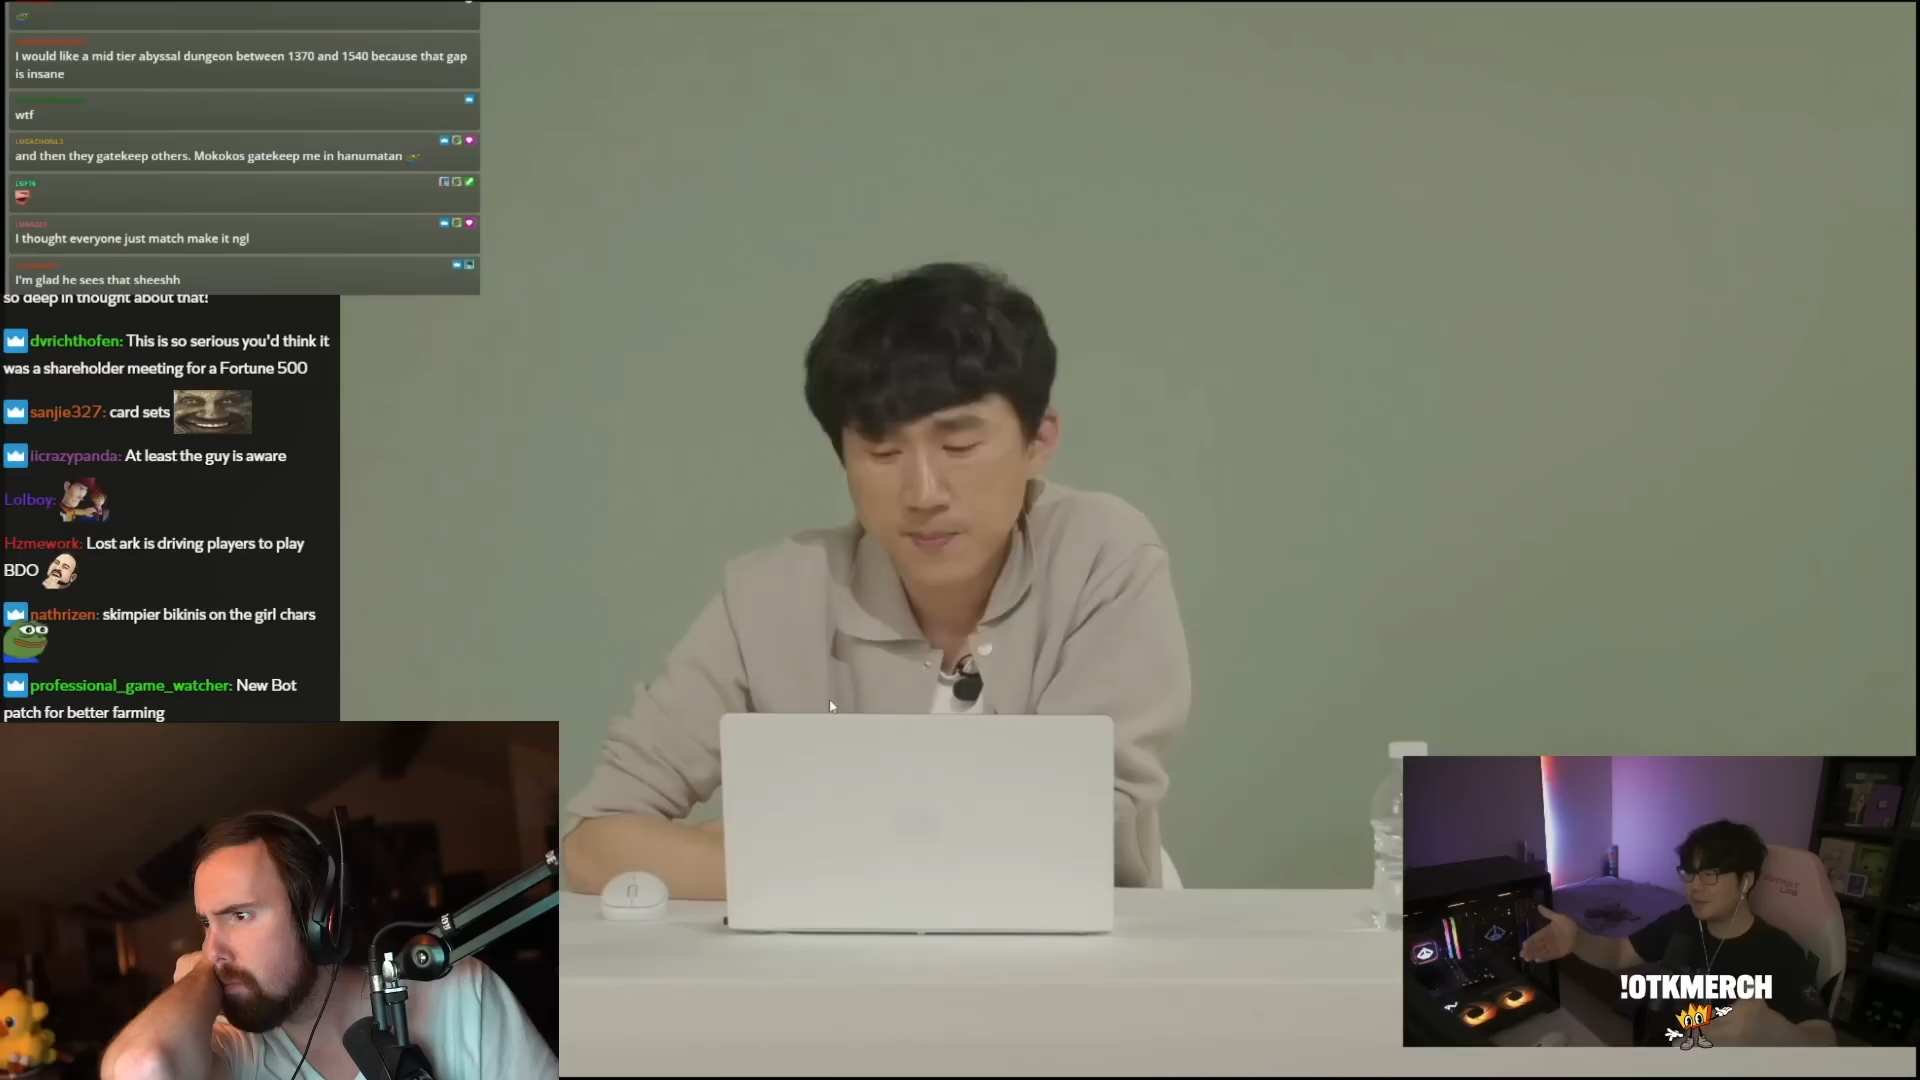 I would like a mid tier abyssal dungeon between 1370 and 1540 because that gap
is insane
wtf
LUGACHONL3
and then they gatekeep others. Mokokos gatekeep me in hanumatan
LGF16
I thought everyone just match make it ngl
I'm glad he sees that sheeshh
so deep in thought about that!
dvrichthofen: This is so serious you'd think it
was a shareholder meeting for a Fortune 500
sanjie327: card sets
iicrazypanda: At least the guy is aware
Lolboy:
Hzmework: Lost ark is driving players to play
BDO
nathrizen: skimpier bikinis on the girl chars
professional_game_watcher: New Bot
patch for better farming
!OTKMERCH